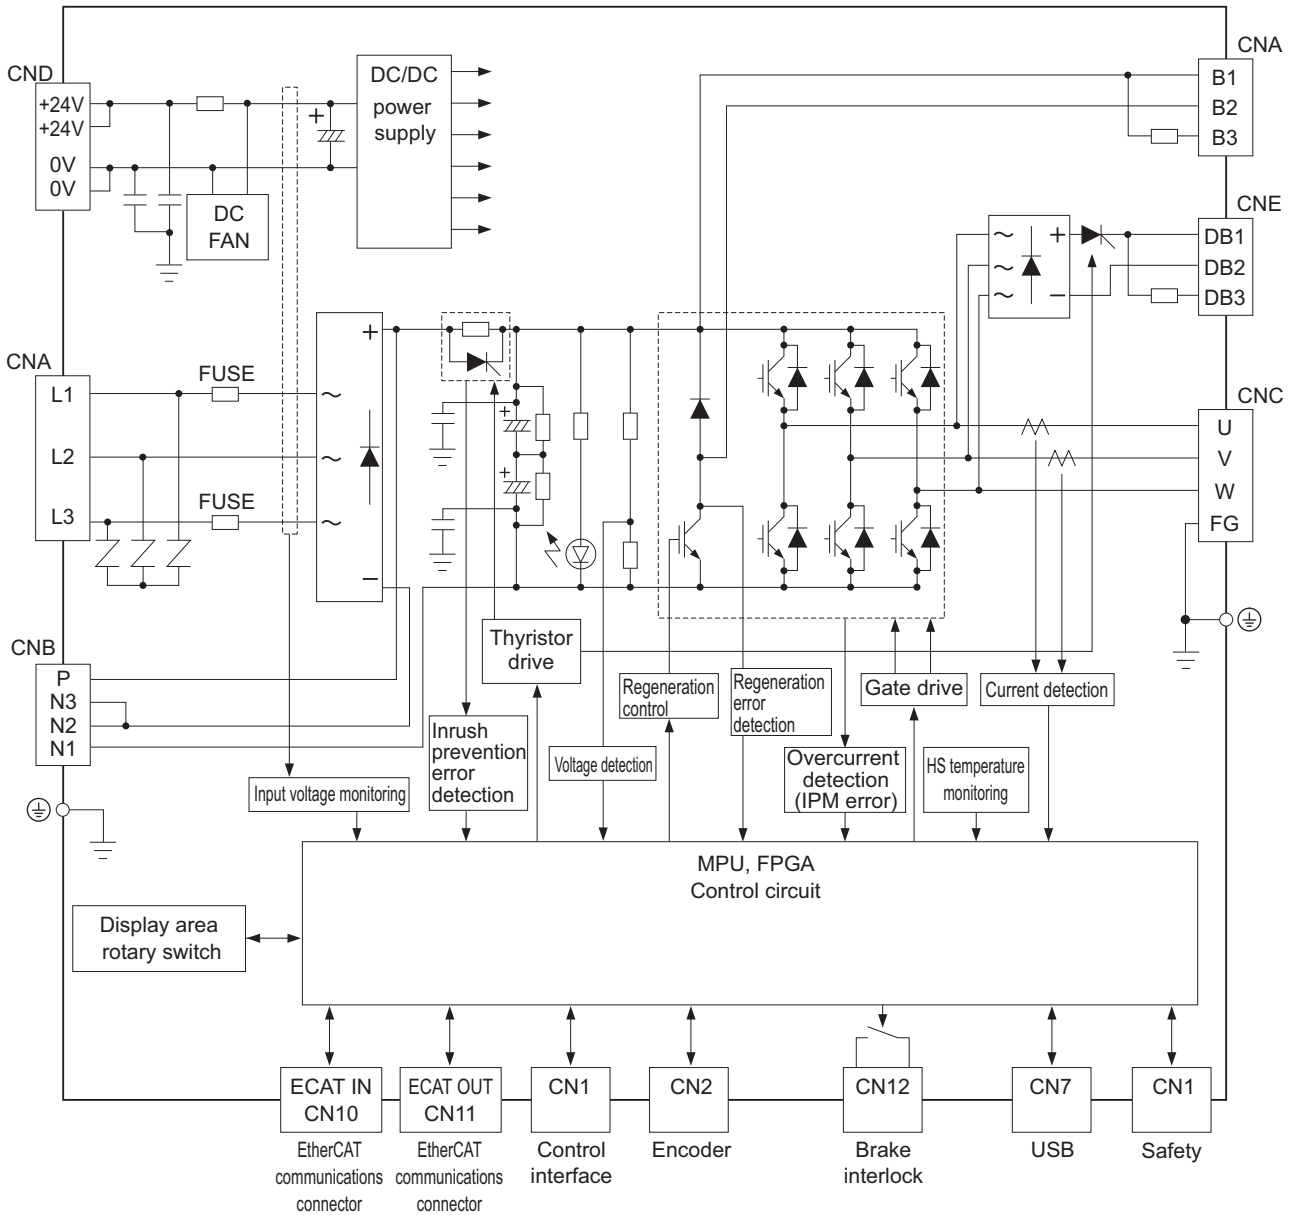 CND
+24V
+24V
0V
0V
DC
FAN
+
DC/DC
power
supply
CNA
B1
B2
B3
CNE
DB1
DB2
DB3
~ +
~
~ −
CNA
L1
L2
L3
FUSE
FUSE
+
~
~
~
−
+
+
CNC
U
V
W
FG
CNB
P
N3
N2
N1
Thyristor
drive
Regeneration
control
Regeneration
error
detection
Gate drive
Current detection
Inrush
prevention
error
detection
Voltage detection
Overcurrent
detection
(IPM error)
HS temperature
monitoring
Input voltage monitoring
MPU, FPGA
Control circuit
Display area
rotary switch
ECAT IN
CN10
ECAT OUT
CN11
CN1
CN2
CN12
CN7
CN1
EtherCAT
communications
connector
EtherCAT
communications
connector
Control
interface
Encoder
Brake
interlock
USB
Safety